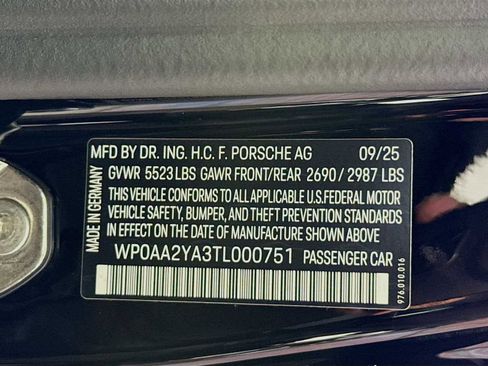 MFD BY DR. ING. H.C. F. PORSCHE AG 09/25
GVWR 5523 LBS GAWR FRONT/REAR 2690 / 2987 LBS
THIS VEHICLE CONFORMS TO ALL APPLICABLE U.S. FEDERAL MOTOR
VEHICLE SAFETY, BUMPER, AND THEFT PREVENTION STANDARDS
IN EFFECT ON THE DATE OF MANUFACTURE SHOWN ABOVE.
WP0AA2YA3TL000751 PASSENGER CAR
MADE IN GERMANY
976.010.016